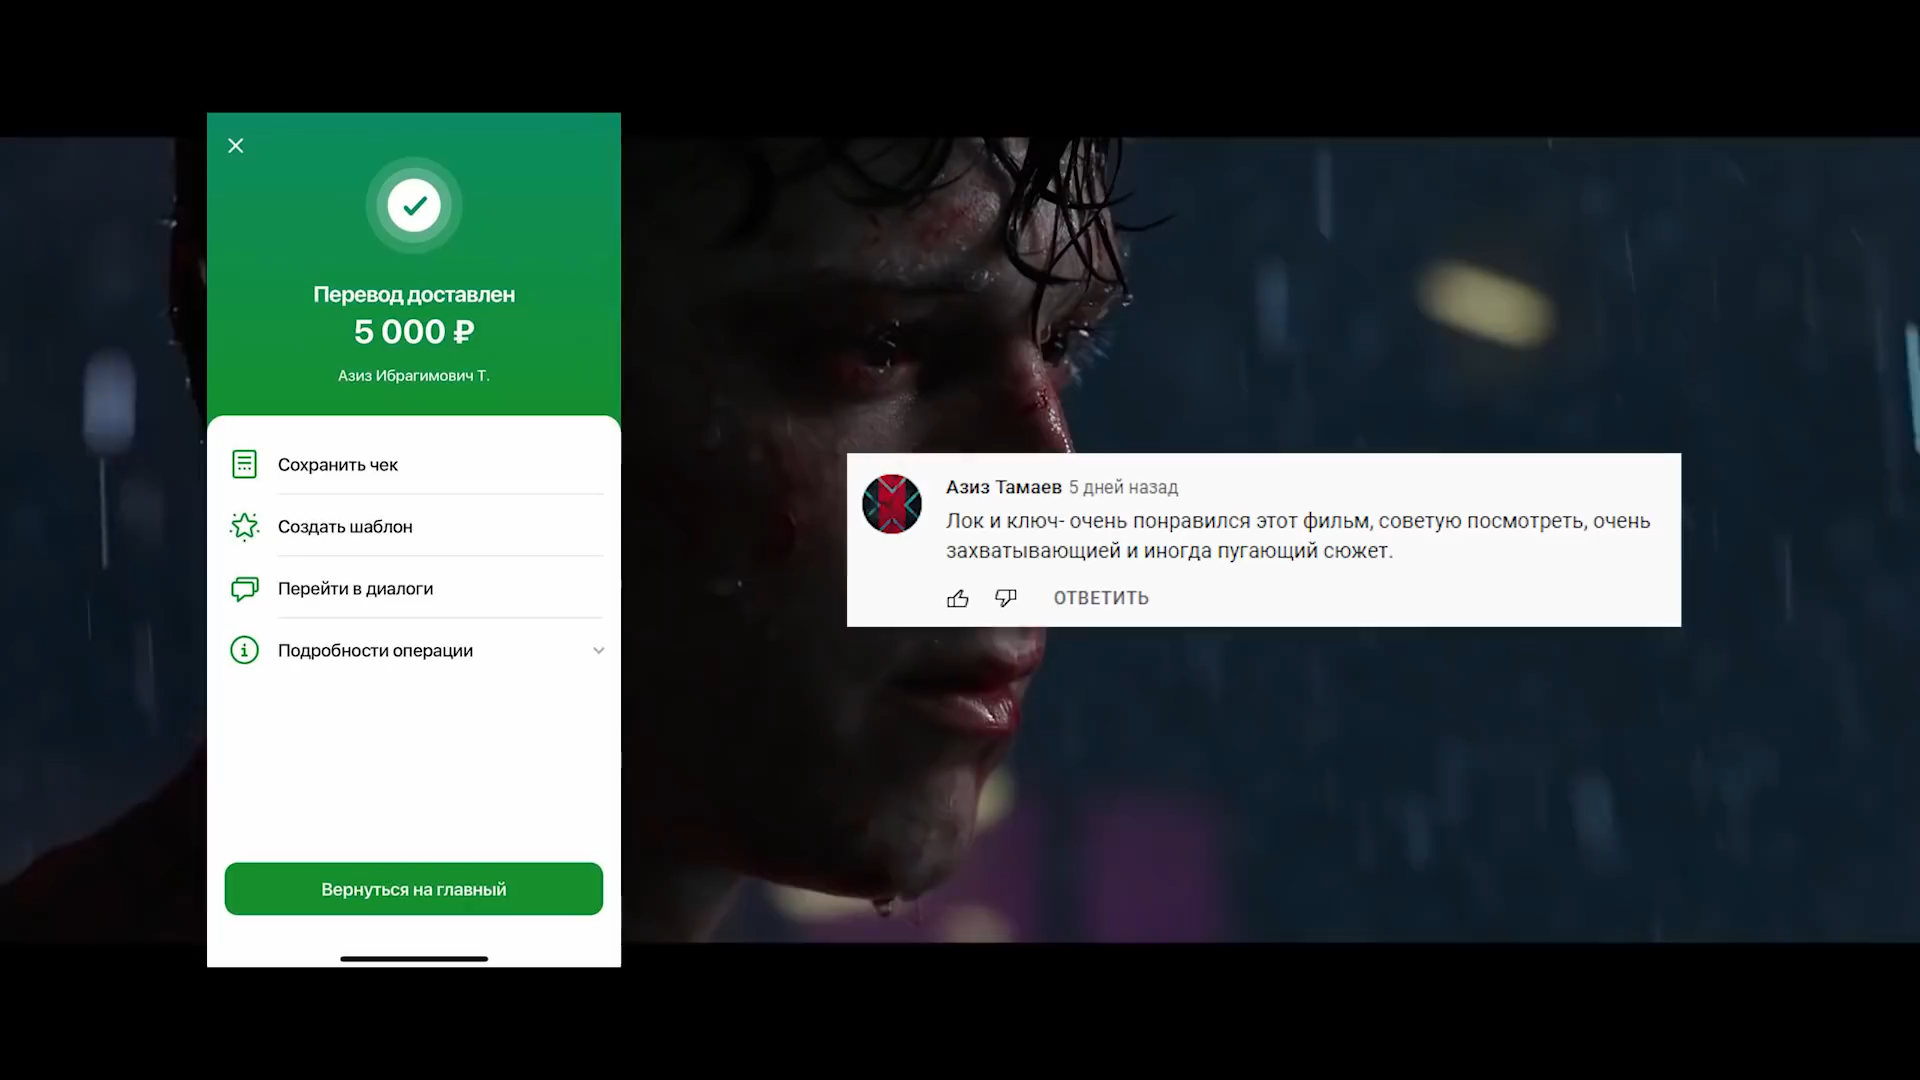 Перевод доставлен
5 000 ₽
Азиз Ибрагимович Т.
Сохранить чек
Создать шаблон
Перейти в диалоги
Подробности операции
Вернуться на главный
Азиз Тамаев 5 дней назад
Лок и ключ- очень понравился этот фильм, советую посмотреть, очень
захватывающией и иногда пугающий сюжет.
ОТВЕТИТЬ